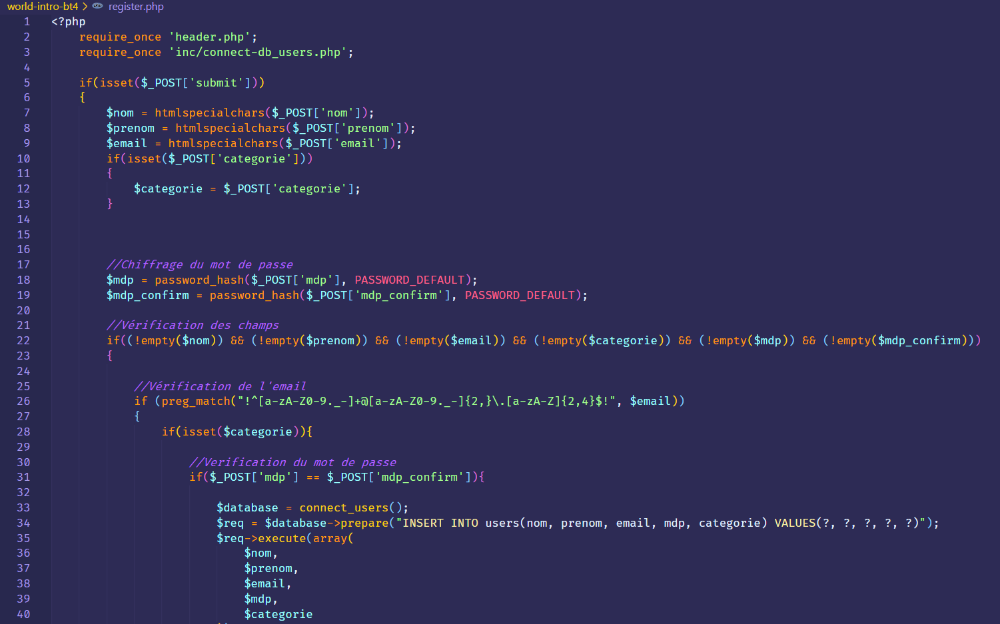 world-intro-bt4 > register.php
1 <?php
2 require_once 'header.php';
3 require_once 'inc/connect-db_users.php';
4
5 if(isset($_POST['submit']))
6 {
7 $nom = htmlspecialchars($_POST['nom']);
8 $prenom = htmlspecialchars($_POST['prenom']);
9 $email = htmlspecialchars($_POST['email']);
10 if(isset($_POST['categorie']))
11 {
12 $categorie = $_POST['categorie'];
13 }
14
15
16
17 //Chiffrage du mot de passe
18 $mdp = password_hash($_POST['mdp'], PASSWORD_DEFAULT);
19 $mdp_confirm = password_hash($_POST['mdp_confirm'], PASSWORD_DEFAULT);
20
21 //Vérification des champs
22 if((!empty($nom)) && (!empty($prenom)) && (!empty($email)) && (!empty($categorie)) && (!empty($mdp)) && (!empty($mdp_confirm)))
23 {
24
25 //Vérification de l'email
26 if (preg_match("!^[a-zA-Z0-9._-]+@[a-zA-Z0-9._-]{2,}\.[a-zA-Z]{2,4}$!", $email))
27 {
28 if(isset($categorie)){
29
30 //Verification du mot de passe
31 if($_POST['mdp'] == $_POST['mdp_confirm']){
32
33 $database = connect_users();
34 $req = $database->prepare("INSERT INTO users(nom, prenom, email, mdp, categorie) VALUES(?, ?, ?, ?, ?)");
35 $req->execute(array(
36 $nom,
37 $prenom,
38 $email,
39 $mdp,
40 $categorie